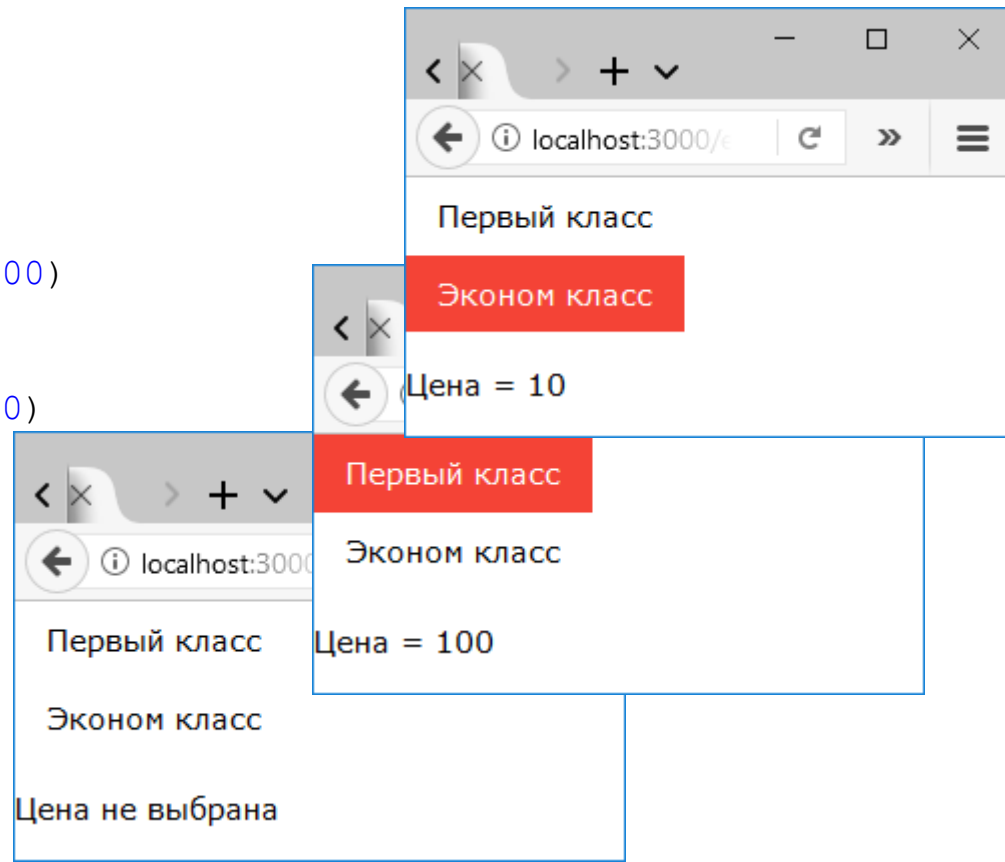 localhost:3000/e
Первый класс
Эконом класс
Цена = 10
00)
0)
Первый класс
Эконом класс
Цена = 100
localhost:300
Первый класс
Эконом класс
Цена не выбрана